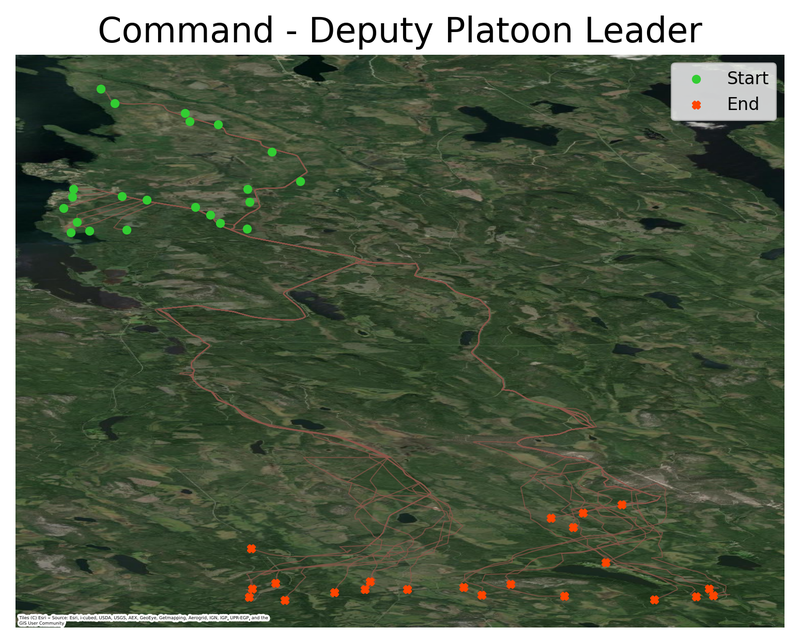 Command - Deputy Platoon Leader
Start
End
Tiles (C) Esri -- Source: Esri, i-cubed, USDA, USGS, AEX, GeoEye, Getmapping, Aerogrid, IGN, IGP, UPR-EGP, and the
GIS User Community